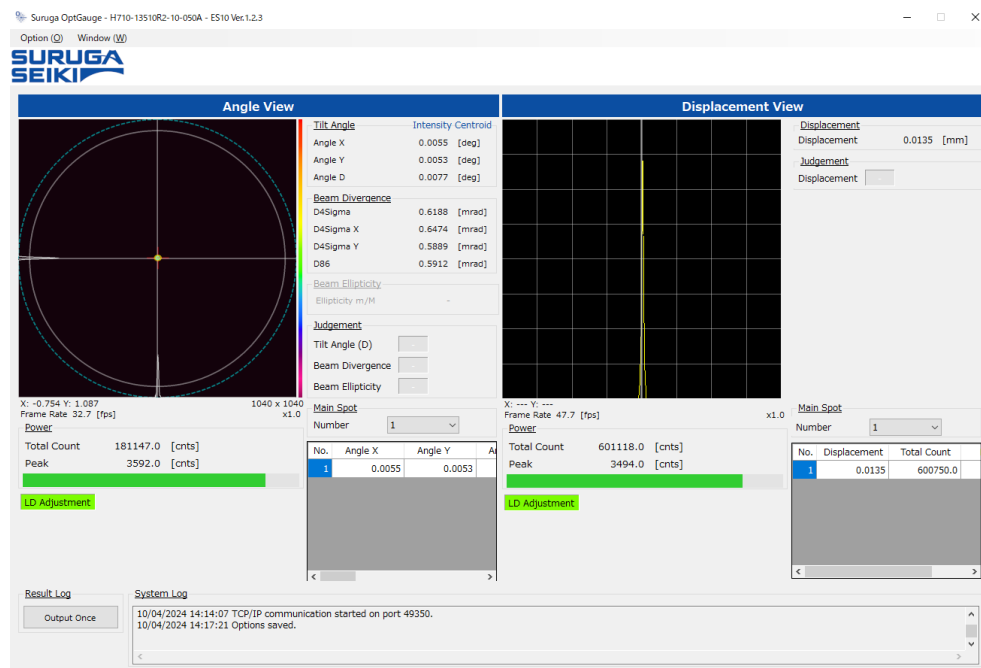 Suruga OptGauge - H710-13510R2-10-050A - ES10 Ver.1.2.3
Option (O) Window (W)
SURUGA
SEIKI
Angle View
Tilt Angle Intensity Centroid
Angle X 0.0055 [deg]
Angle Y 0.0053 [deg]
Angle D 0.0077 [deg]
Beam Divergence
D4Sigma 0.6188 [mrad]
D4Sigma X 0.6474 [mrad]
D4Sigma Y 0.5889 [mrad]
D86 0.5912 [mrad]
Beam Ellipticity
Ellipticity m/M -
Judgement
Tilt Angle (D) -
Beam Divergence -
Beam Ellipticity -
X: -0.754 Y: 1.087 1040 x 1040
Frame Rate 32.7 [fps] x1.0
Power
Total Count 181147.0 [cnts]
Peak 3592.0 [cnts]
LD Adjustment
Main Spot
Number 1
No. Angle X Angle Y
1 0.0055 0.0053
Displacement View
Displacement
Displacement 0.0135 [mm]
Judgement
Displacement -
X: --- Y: ---
Frame Rate 47.7 [fps] x1.0
Power
Total Count 601118.0 [cnts]
Peak 3494.0 [cnts]
LD Adjustment
Main Spot
Number 1
No. Displacement Total Count
1 0.0135 600750.0
Result Log
Output Once
System Log
10/04/2024 14:14:07 TCP/IP communication started on port 49350.
10/04/2024 14:17:21 Options saved.